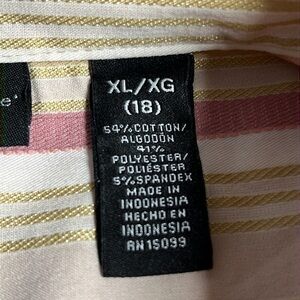 XL/XG
(18)
54% COTTON/
ALGODÓN
41%
POLYESTER/
POLIÉSTER
5% SPANDEX
MADE IN
INDONESIA
HECHO EN
INDONESIA
RN 15099